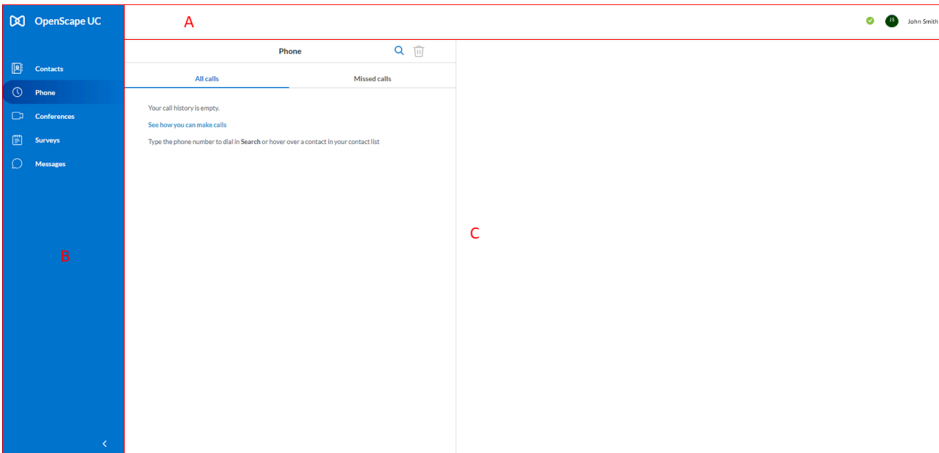 OpenScape UC
A
JS
John Smith
Phone
Contacts
All calls
Missed calls
Phone
Your call history is empty.
Conferences
See how you can make calls
Surveys
Type the phone number to dial in Search or hover over a contact in your contact list
Messages
B
C